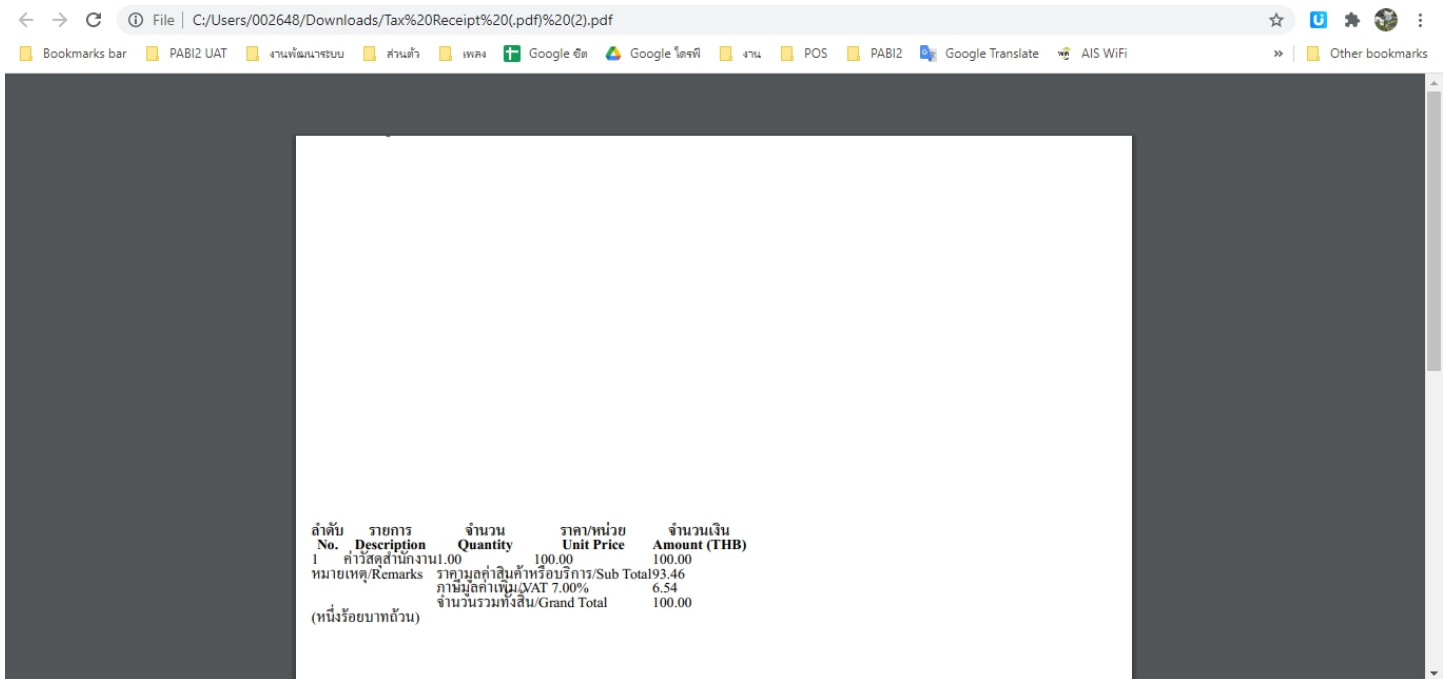 File | C:/Users/002648/Downloads/Tax%20Receipt%20(.pdf)%20(2).pdf
Bookmarks bar PABI2 UAT งานพัฒนาระบบ ส่วนตัว เพลง Google ชีต Google ไดรฟ์ งาน POS PABI2 Google Translate AIS WiFi » Other bookmarks
ลำดับ รายการ จำนวน ราคา/หน่วย จำนวนเงิน
No. Description Quantity Unit Price Amount (THB)
1 ค่าวัสดุสำนักงาน1.00 100.00 100.00
หมายเหตุ/Remarks ราคามูลค่าสินค้าหรือบริการ/Sub Total93.46
ภาษีมูลค่าเพิ่ม/VAT 7.00% 6.54
จำนวนรวมทั้งสิ้น/Grand Total 100.00
(หนึ่งร้อยบาทถ้วน)